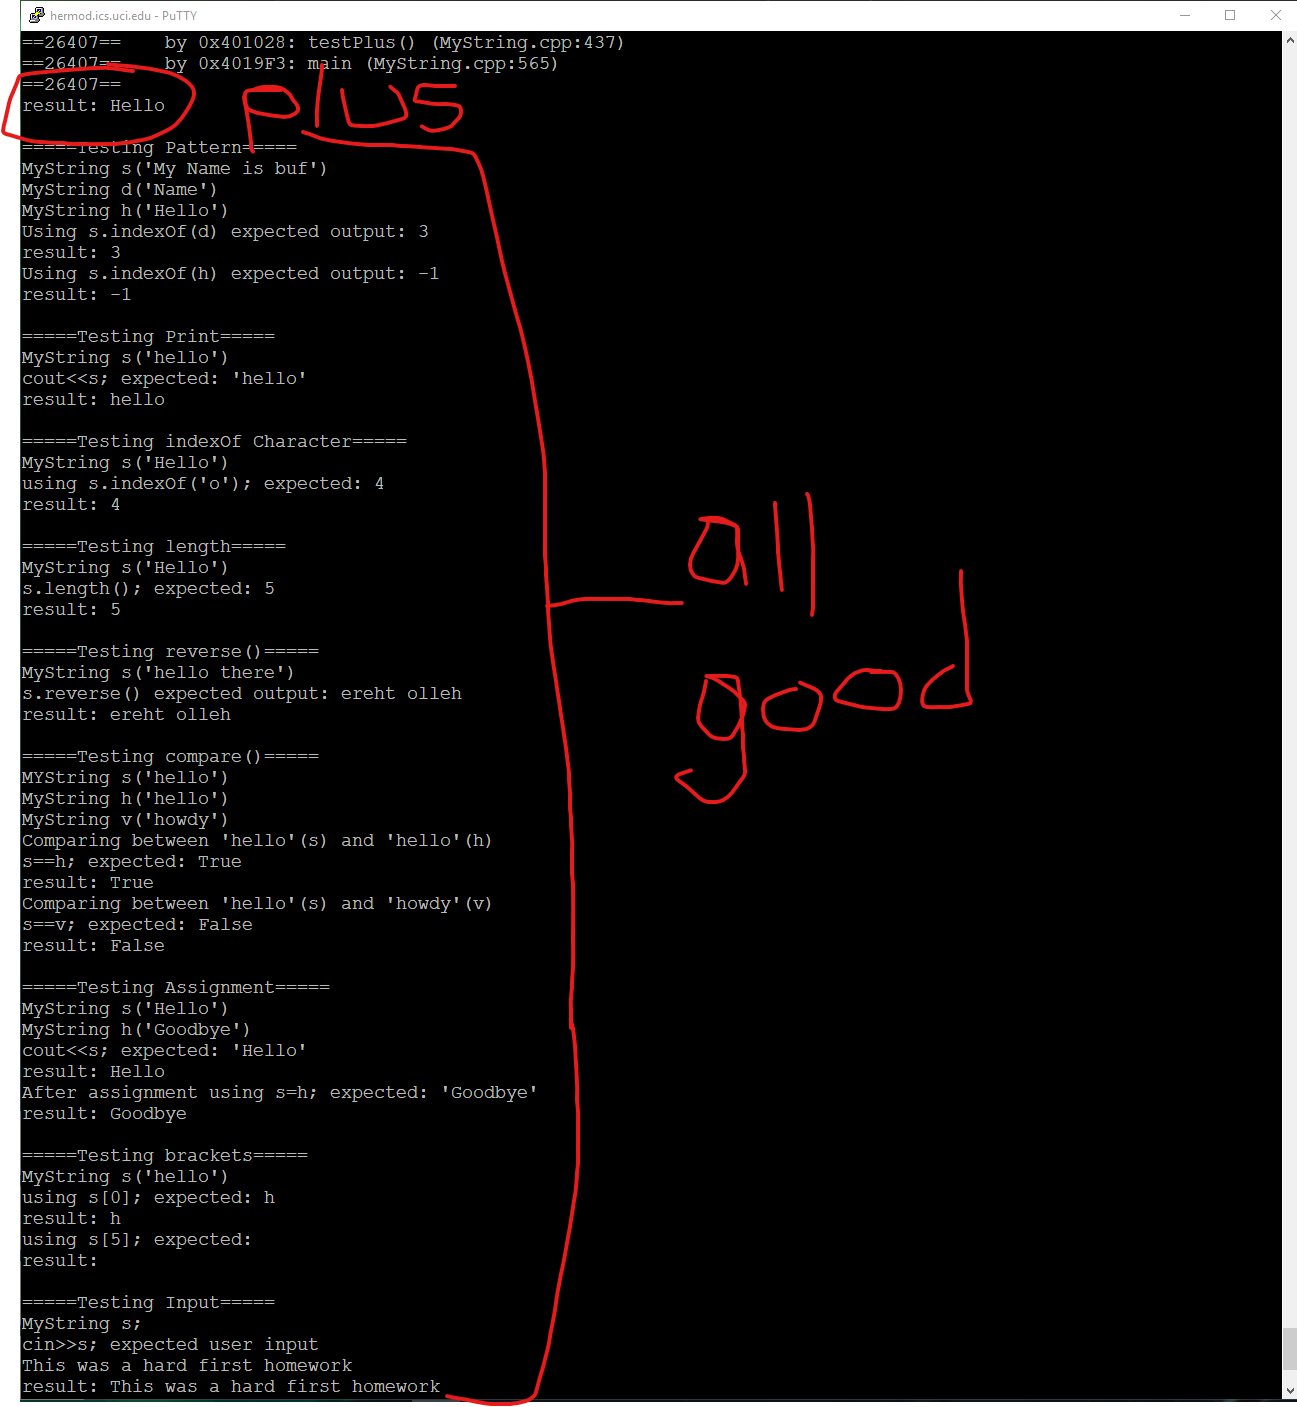 hermod.ics.uci.edu - PuTTY
==26407==    by 0x401028: testPlus() (MyString.cpp:437)
==26407==    by 0x4019F3: main (MyString.cpp:565)
==26407==
result: Hello
plus
=====Testing Pattern=====
MyString s('My Name is buf')
MyString d('Name')
MyString h('Hello')
Using s.indexOf(d) expected output: 3
result: 3
Using s.indexOf(h) expected output: -1
result: -1
=====Testing Print=====
MyString s('hello')
cout<<s; expected: 'hello'
result: hello
=====Testing indexOf Character=====
MyString s('Hello')
using s.indexOf('o'); expected: 4
result: 4
=====Testing length=====
MyString s('Hello')
s.length(); expected: 5
result: 5
all
good
=====Testing reverse()=====
MyString s('hello there')
s.reverse() expected output: ereht olleh
result: ereht olleh
=====Testing compare()=====
MYString s('hello')
MyString h('hello')
MyString v('howdy')
Comparing between 'hello'(s) and 'hello'(h)
s==h; expected: True
result: True
Comparing between 'hello'(s) and 'howdy'(v)
s==v; expected: False
result: False
=====Testing Assignment=====
MyString s('Hello')
MyString h('Goodbye')
cout<<s; expected: 'Hello'
result: Hello
After assignment using s=h; expected: 'Goodbye'
result: Goodbye
=====Testing brackets=====
MyString s('hello')
using s[0]; expected: h
result: h
using s[5]; expected:
result:
=====Testing Input=====
MyString s;
cin>>s; expected user input
This was a hard first homework
result: This was a hard first homework